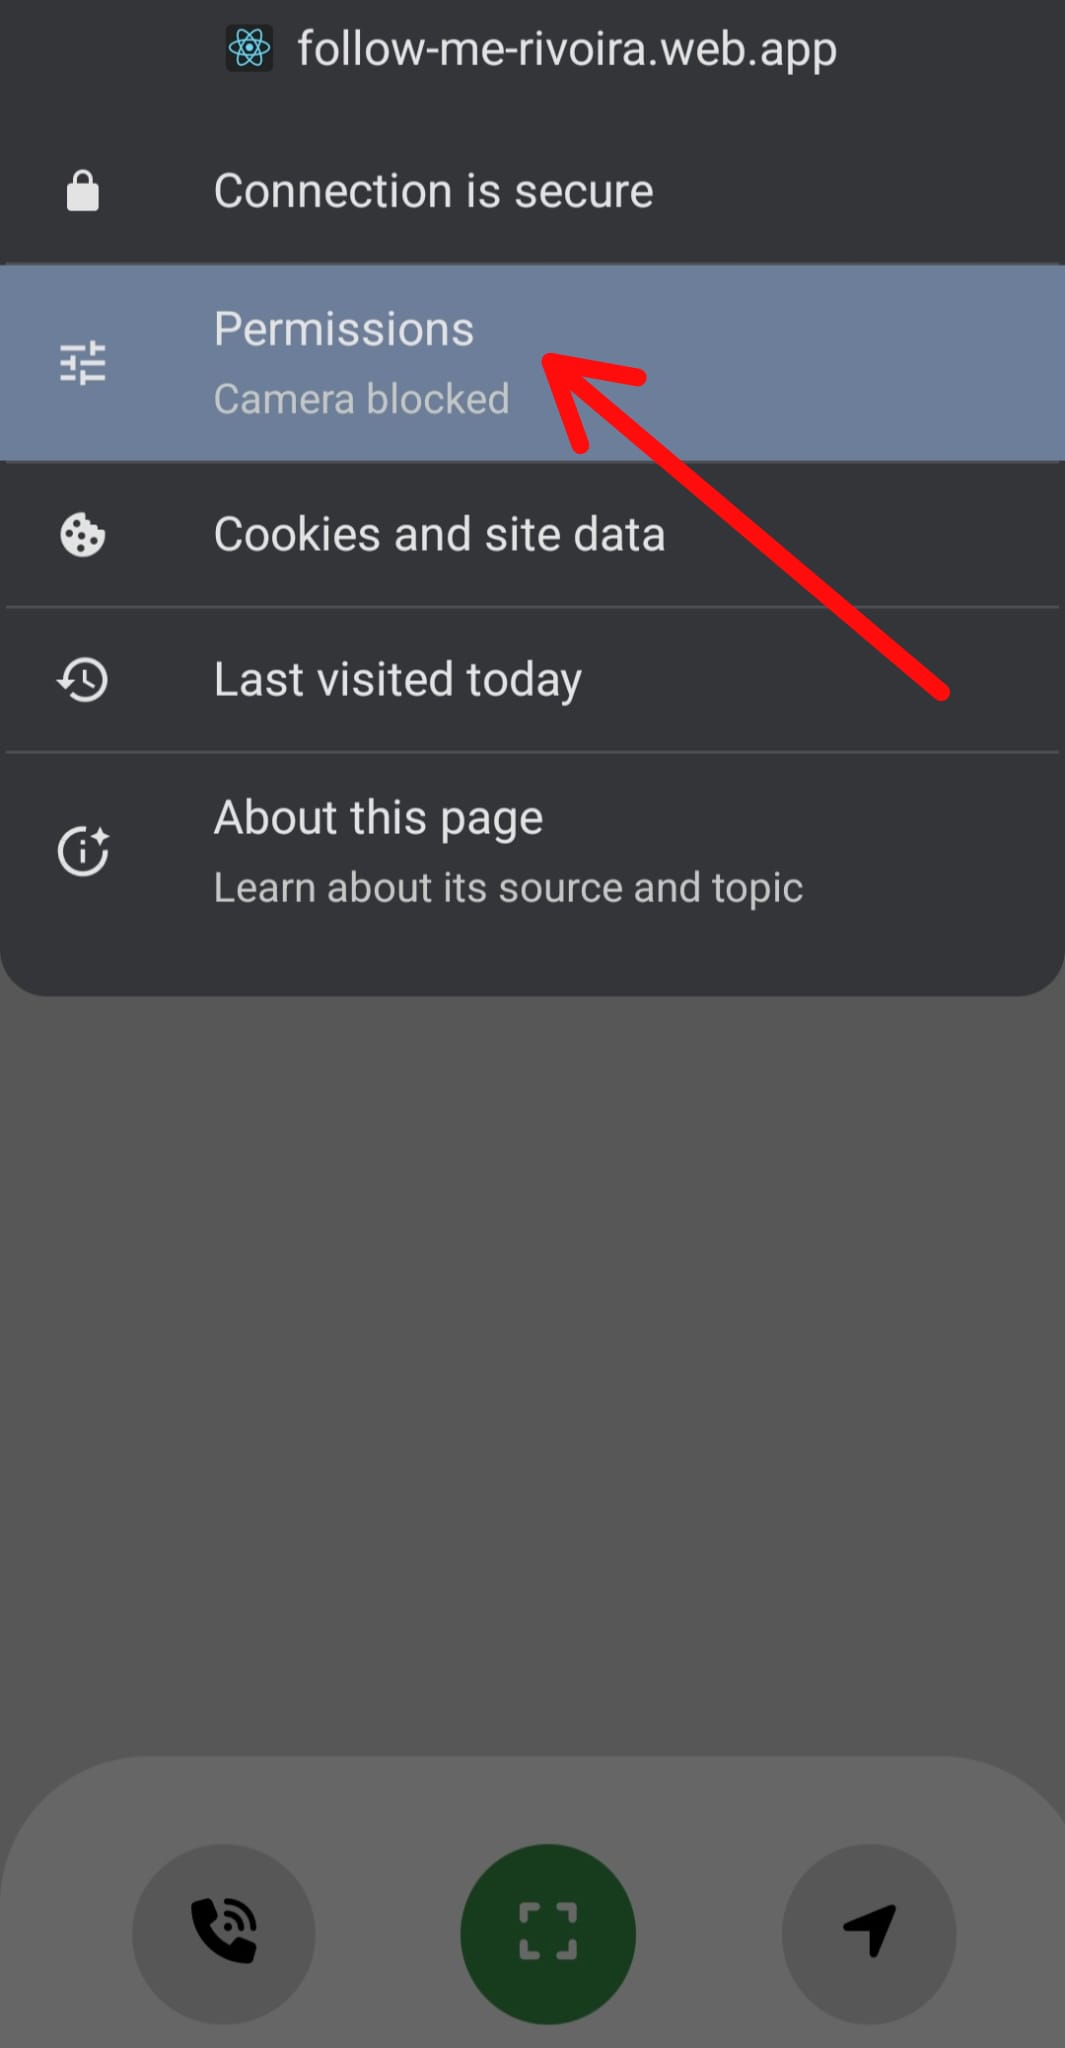 follow-me-rivoira.web.app
Connection is secure
Permissions
Camera blocked
Cookies and site data
Last visited today
About this page
Learn about its source and topic